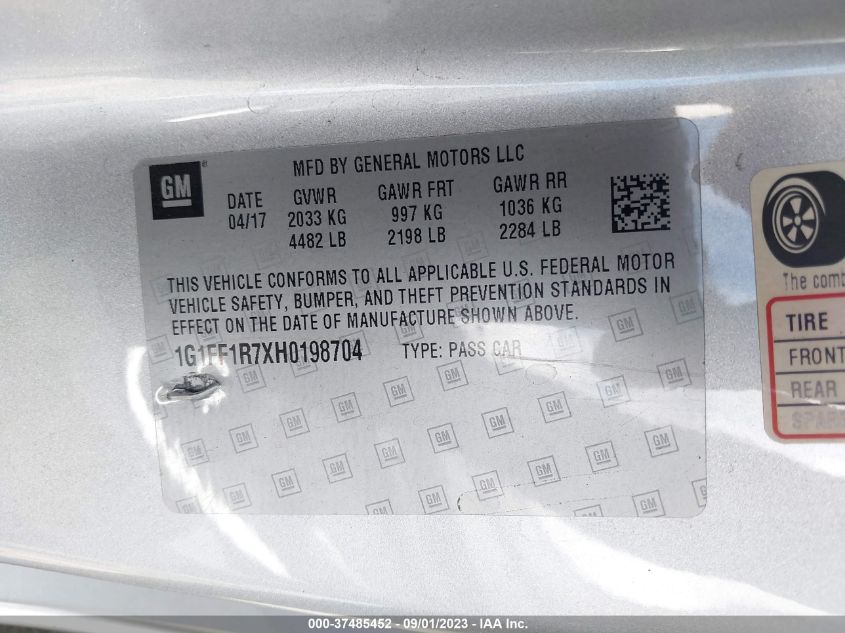 GM
MFD BY GENERAL MOTORS LLC
DATE GVWR GAWR FRT GAWR RR
04/17 2033 KG 997 KG 1036 KG
4482 LB 2198 LB 2284 LB
THIS VEHICLE CONFORMS TO ALL APPLICABLE U.S. FEDERAL MOTOR
VEHICLE SAFETY, BUMPER, AND THEFT PREVENTION STANDARDS IN
EFFECT ON THE DATE OF MANUFACTURE SHOWN ABOVE.
1G1FF1R7XH0198704 TYPE: PASS CAR
The comb
TIRE
FRONT
REAR
SPAR
000-37485452 - 09/01/2023 - IAA Inc.